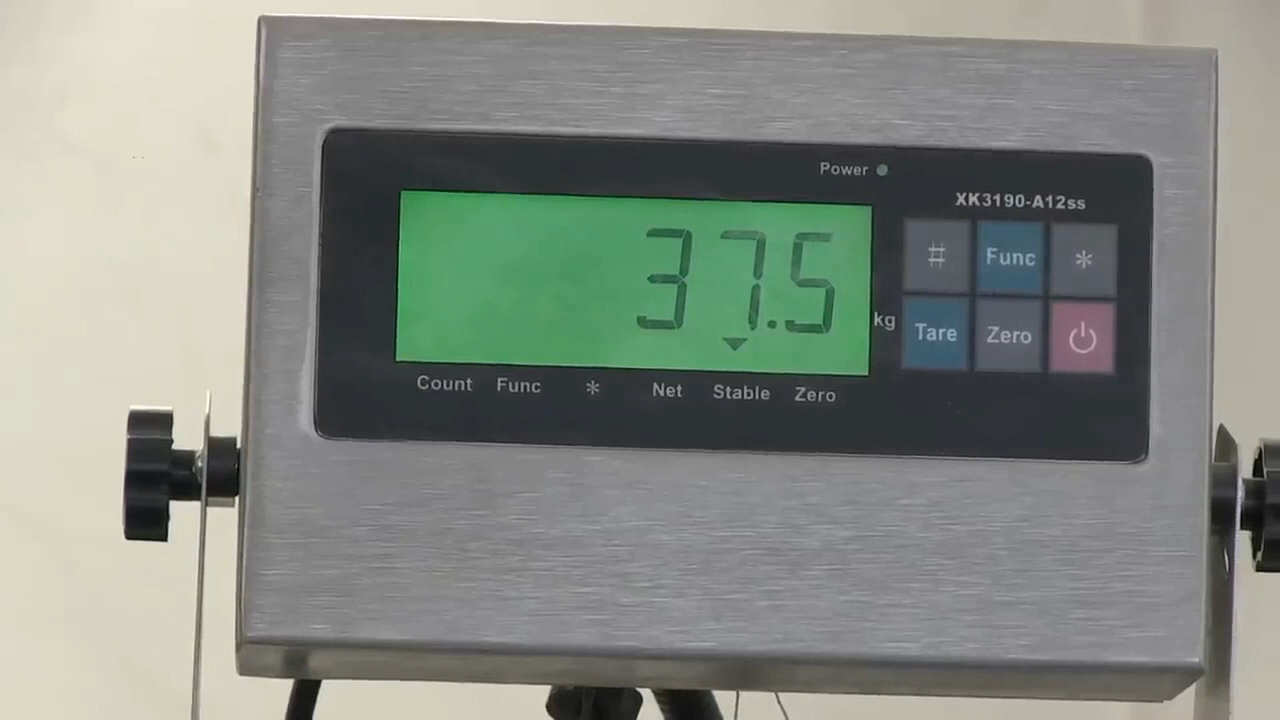 Power
XK3190-A12ss
# Func *
37.5 kg
Tare Zero
Count Func * Net Stable Zero